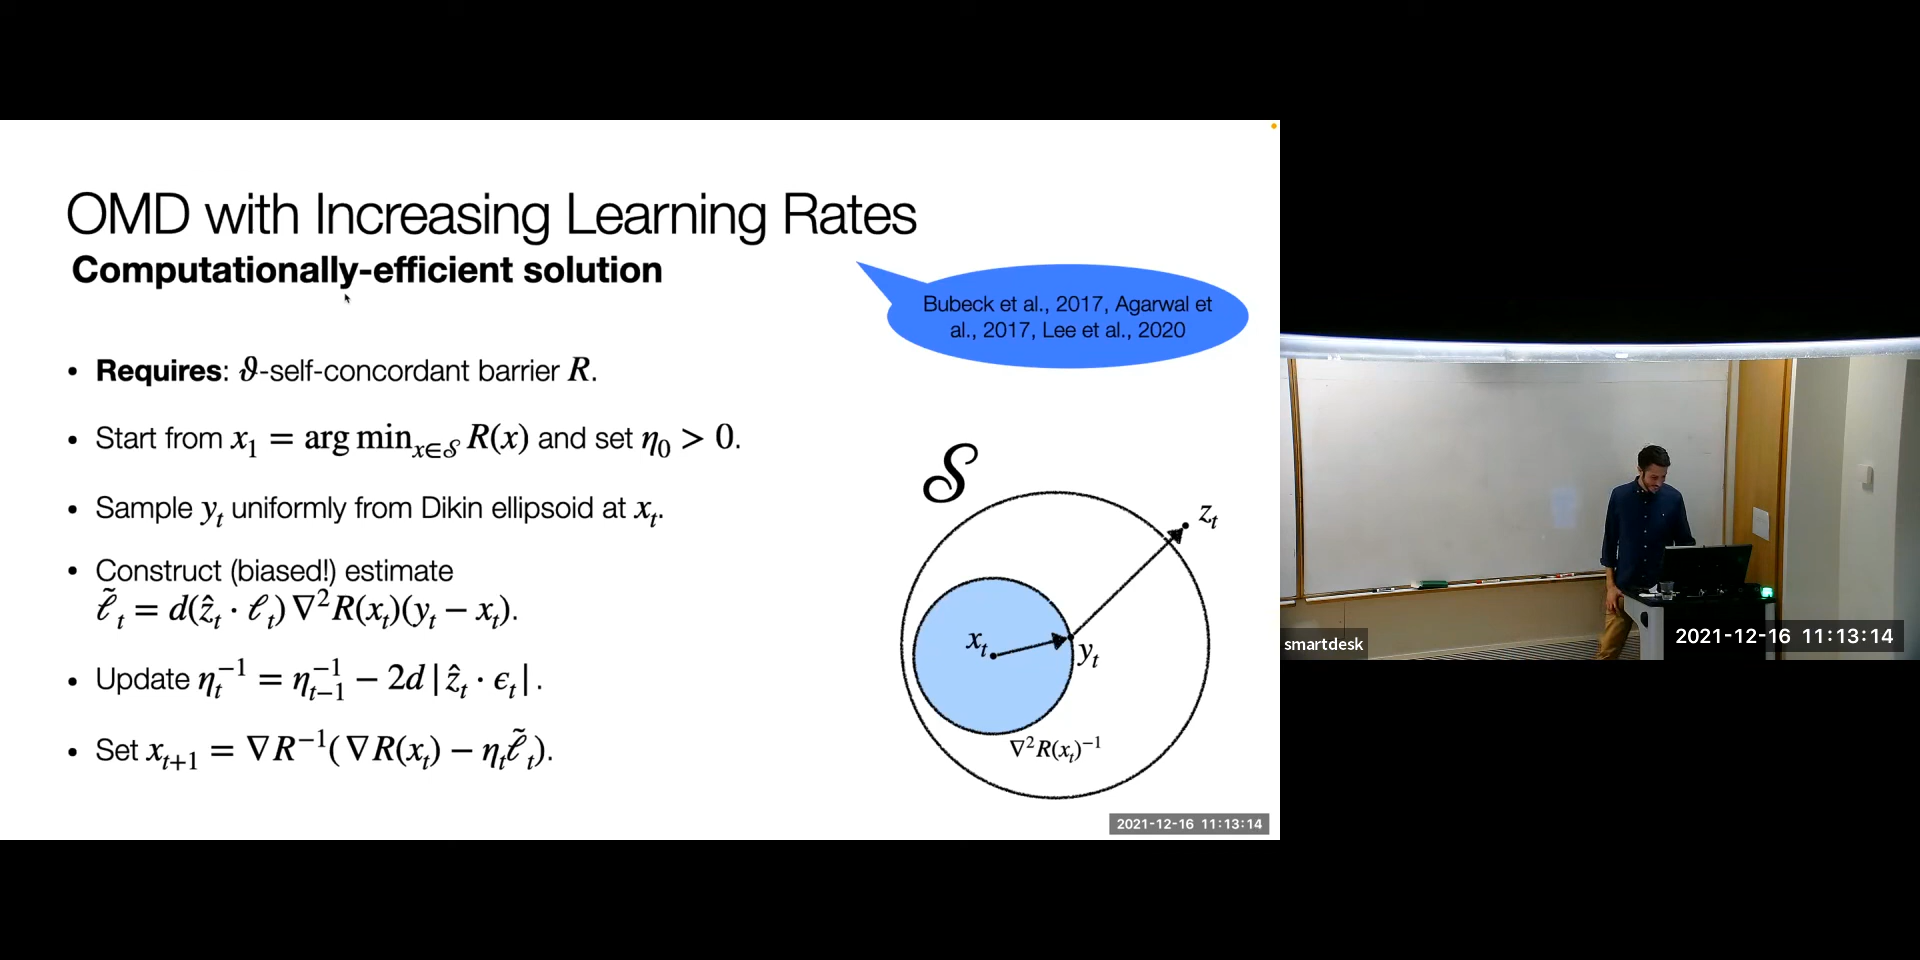 OMD with Increasing Learning Rates
Computationally-efficient solution
Bubeck et al., 2017, Agarwal et
al., 2017, Lee et al., 2020
• Requires: ϑ-self-concordant barrier R.
• Start from x₁ = arg min_{x∈𝒮} R(x) and set η₀ > 0.
• Sample y_t uniformly from Dikin ellipsoid at x_t.
• Construct (biased!) estimate
ℓ̃_t = d(ẑ_t · ℓ_t)∇²R(x_t)(y_t − x_t).
• Update η_t^{−1} = η_{t−1}^{−1} − 2d|ẑ_t · ϵ_t|.
• Set x_{t+1} = ∇R^{−1}(∇R(x_t) − η_tℓ̃_t).
𝒮
z_t
x_t
y_t
∇²R(x_t)^{−1}
2021-12-16 11:13:14
smartdesk
2021-12-16 11:13:14